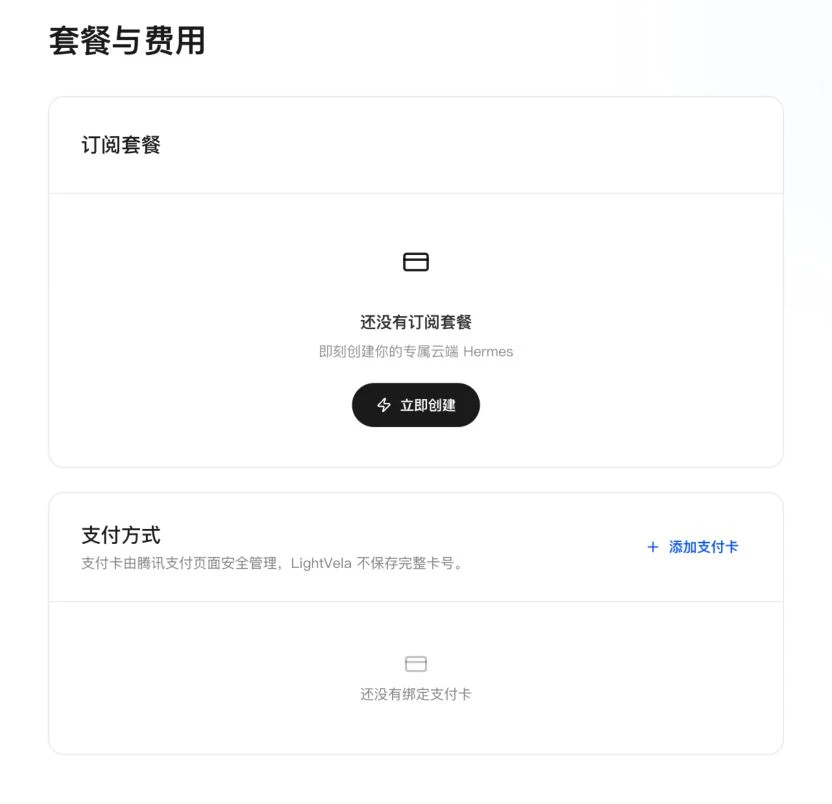 套餐与费用
订阅套餐
还没有订阅套餐
即刻创建你的专属云端 Hermes
立即创建
支付方式
支付卡由腾讯支付页面安全管理，LightVela 不保存完整卡号。
+ 添加支付卡
还没有绑定支付卡